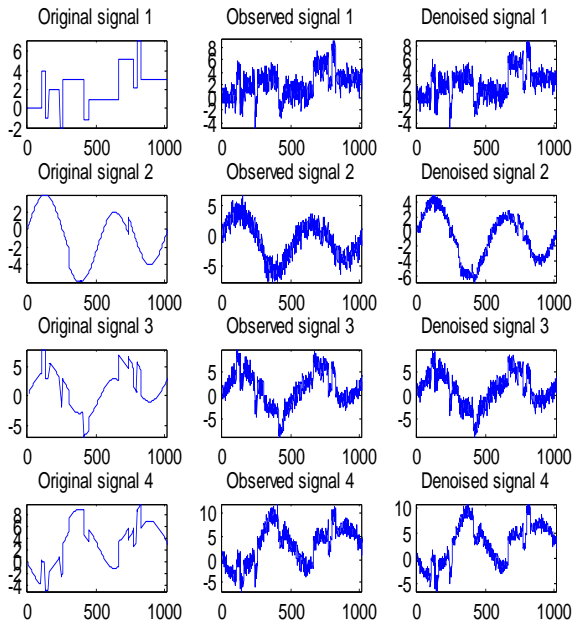 Original signal 1
6
4
2
0
-2
0 500 1000
Observed signal 1
8
6
4
2
0
-2
-4
0 500 1000
Denoised signal 1
8
6
4
2
0
-2
-4
0 500 1000
Original signal 2
2
0
-2
-4
0 500 1000
Observed signal 2
5
0
-5
0 500 1000
Denoised signal 2
4
2
0
-2
-4
-6
0 500 1000
Original signal 3
5
0
-5
0 500 1000
Observed signal 3
5
0
-5
0 500 1000
Denoised signal 3
5
0
-5
0 500 1000
Original signal 4
8
6
4
2
0
-2
-4
0 500 1000
Observed signal 4
10
5
0
-5
0 500 1000
Denoised signal 4
10
5
0
-5
0 500 1000